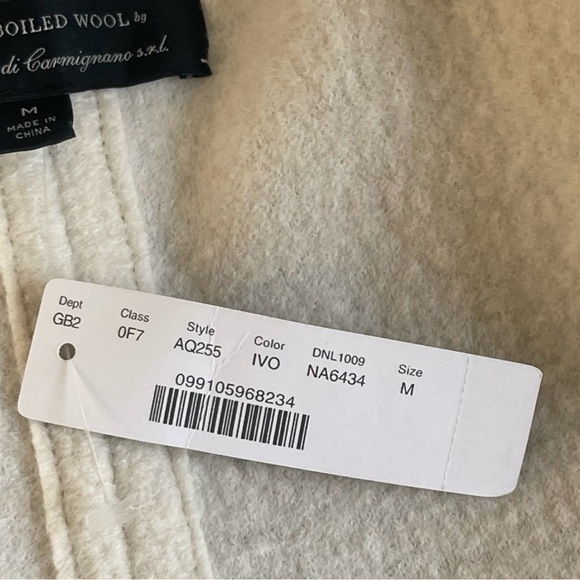 BOILED WOOL by
di Carmignano s.r.l.
M
MADE IN
CHINA
Dept Class Style Color DNL1009 Size
GB2 0F7 AQ255 IVO NA6434 M
099105968234